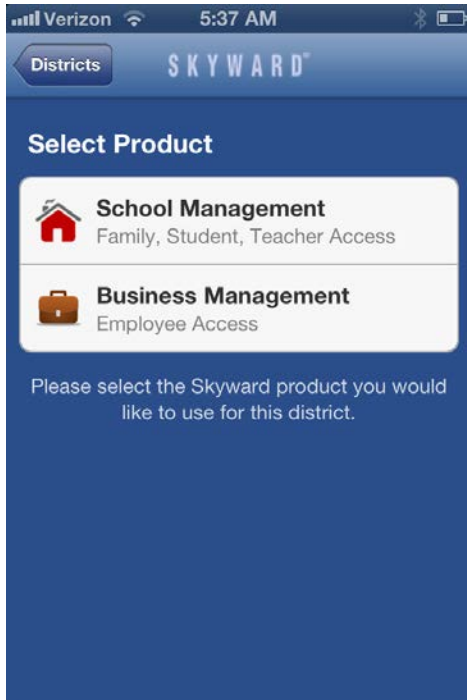 Verizon 5:37 AM
Districts SKYWARD™
Select Product
School Management
Family, Student, Teacher Access
Business Management
Employee Access
Please select the Skyward product you would
like to use for this district.